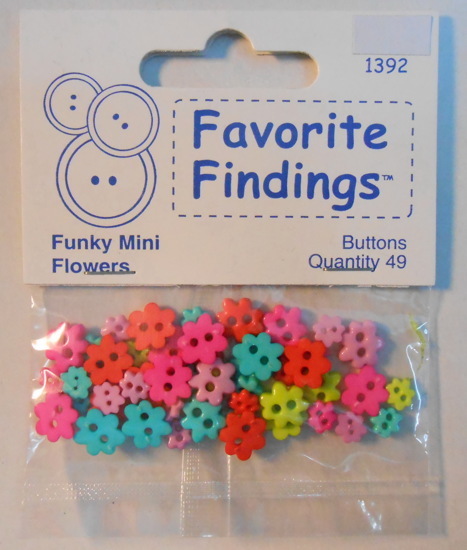 1392
Favorite
Findings™
Funky Mini
Flowers
Buttons
Quantity 49